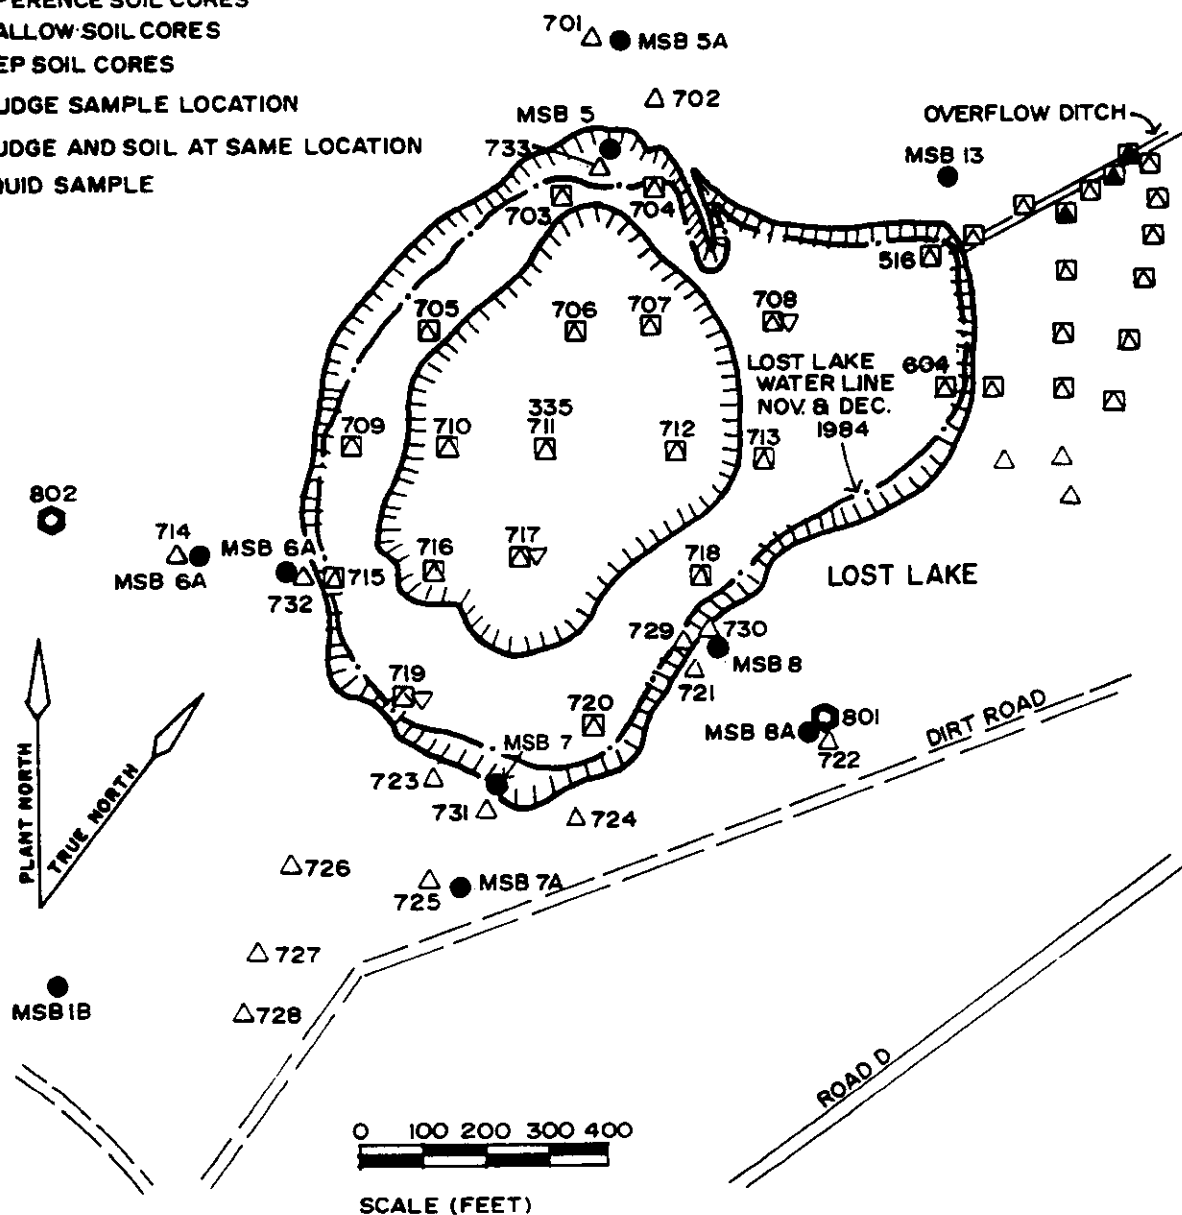 ALLOW SOIL CORES
EP SOIL CORES
UDGE SAMPLE LOCATION
UDGE AND SOIL AT SAME LOCATION
QUID SAMPLE
701
MSB 5A
702
MSB 5
733
OVERFLOW DITCH
MSB 13
703
704
516
705
706
707
708
LOST LAKE
WATER LINE
NOV. & DEC.
1984
604
709
710
335
711
712
713
802
714
MSB 6A
MSB 6A
732
715
716
717
718
LOST LAKE
729
730
MSB 8
721
719
720
MSB 7
MSB 8A
801
722
DIRT ROAD
PLANT NORTH
TRUE NORTH
723
731
724
726
725
MSB 7A
727
MSB 1B
728
ROAD D
0 100 200 300 400
SCALE (FEET)